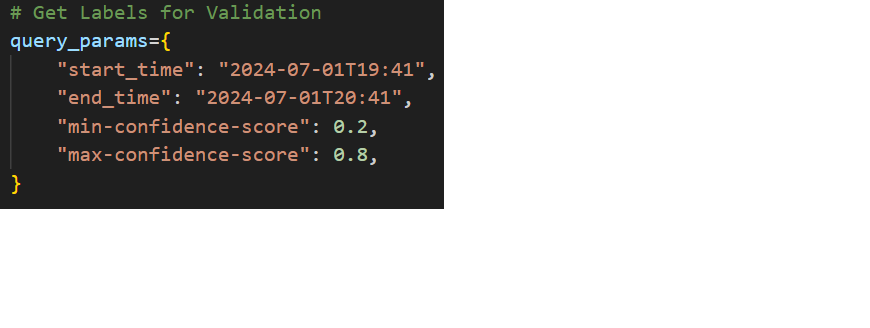 # Get Labels for Validation
query_params={
    "start_time": "2024-07-01T19:41",
    "end_time": "2024-07-01T20:41",
    "min-confidence-score": 0.2,
    "max-confidence-score": 0.8,
}